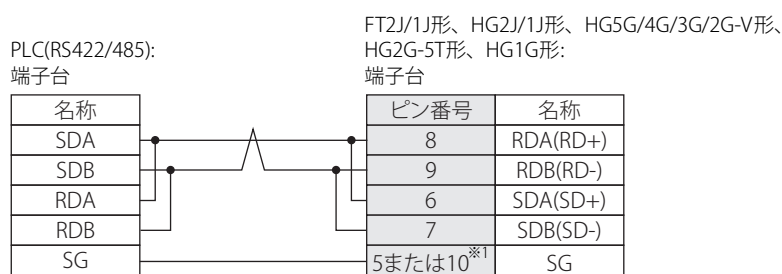 FT2J/1J形、HG2J/1J形、HG5G/4G/3G/2G-V形、
HG2G-5T形、HG1G形:
端子台
PLC(RS422/485):
端子台
名称
SDA
SDB
RDA
RDB
SG
ピン番号 名称
8 RDA(RD+)
9 RDB(RD-)
6 SDA(SD+)
7 SDB(SD-)
5または10※1 SG